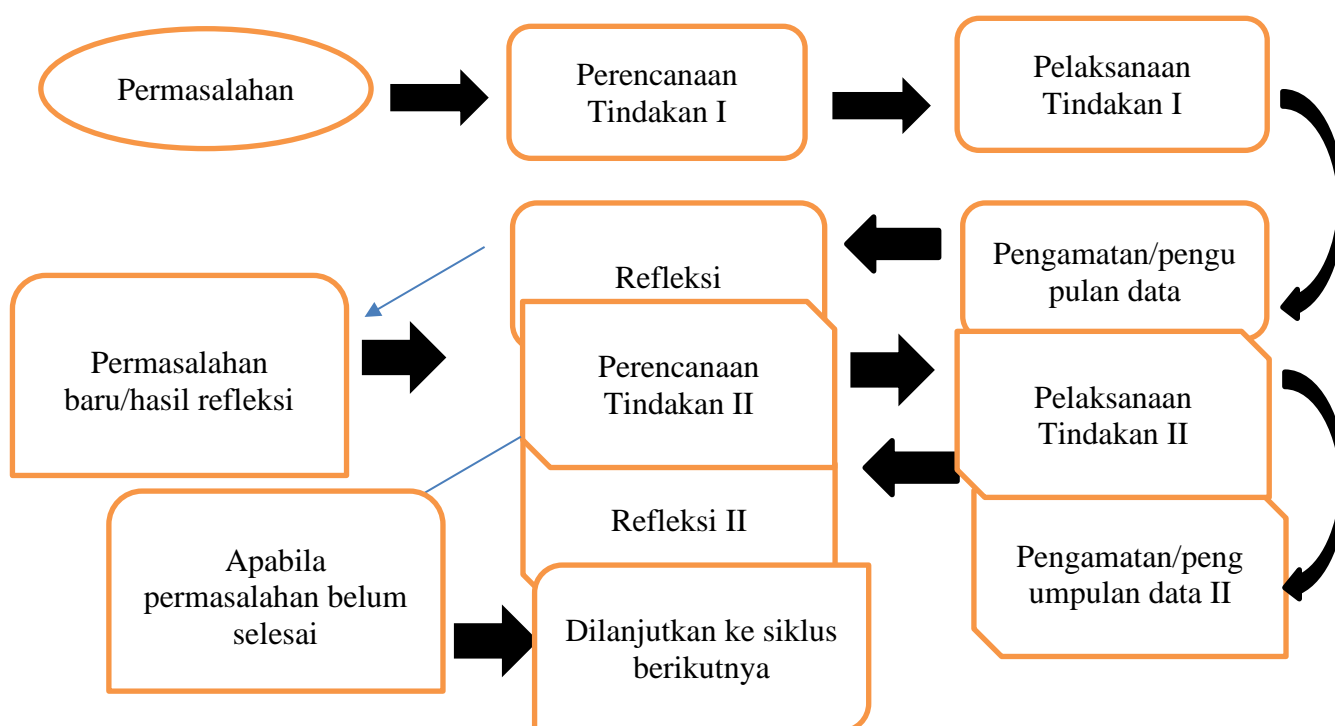 Permasalahan
Perencanaan
Tindakan I
Pelaksanaan
Tindakan I
Refleksi
Pengamatan/pengu
pulan data
Permasalahan
baru/hasil refleksi
Perencanaan
Tindakan II
Pelaksanaan
Tindakan II
Refleksi II
Pengamatan/peng
umpulan data II
Apabila
permasalahan belum
selesai
Dilanjutkan ke siklus
berikutnya